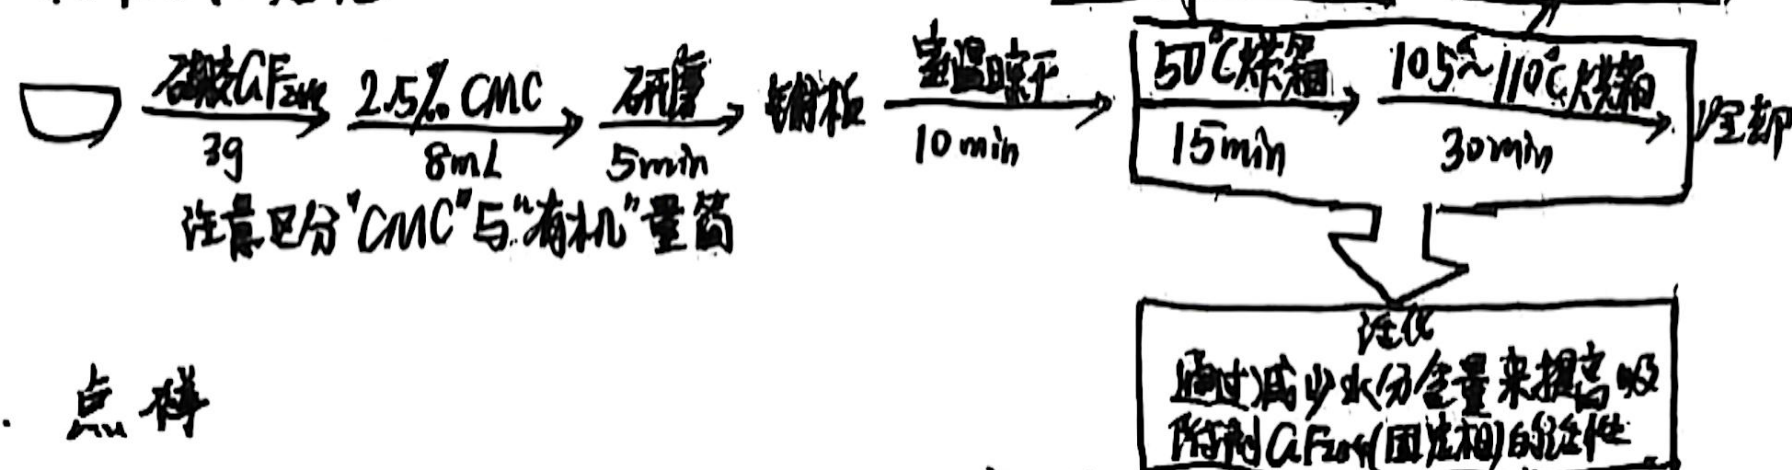 硅胶GF254 3g
2.5‰ CMC 8mL
研磨 5min
铺板
室温晾干 10min
50℃烘箱 15min
105~110℃烘箱 30min
冷却
注意区分"CMC"与"有机"量筒
活化
通过减少水分含量来提高吸
附剂GF254(固定相)的活性
点样